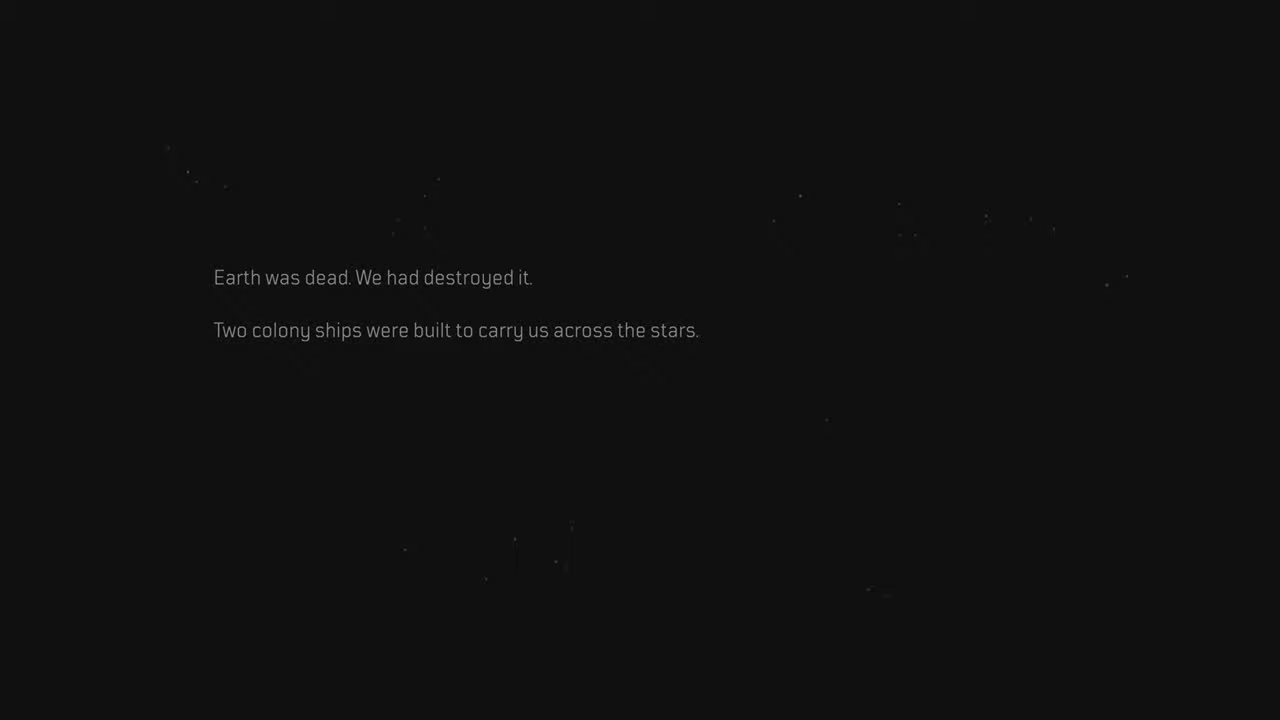 Earth was dead. We had destroyed it.
Two colony ships were built to carry us across the stars.